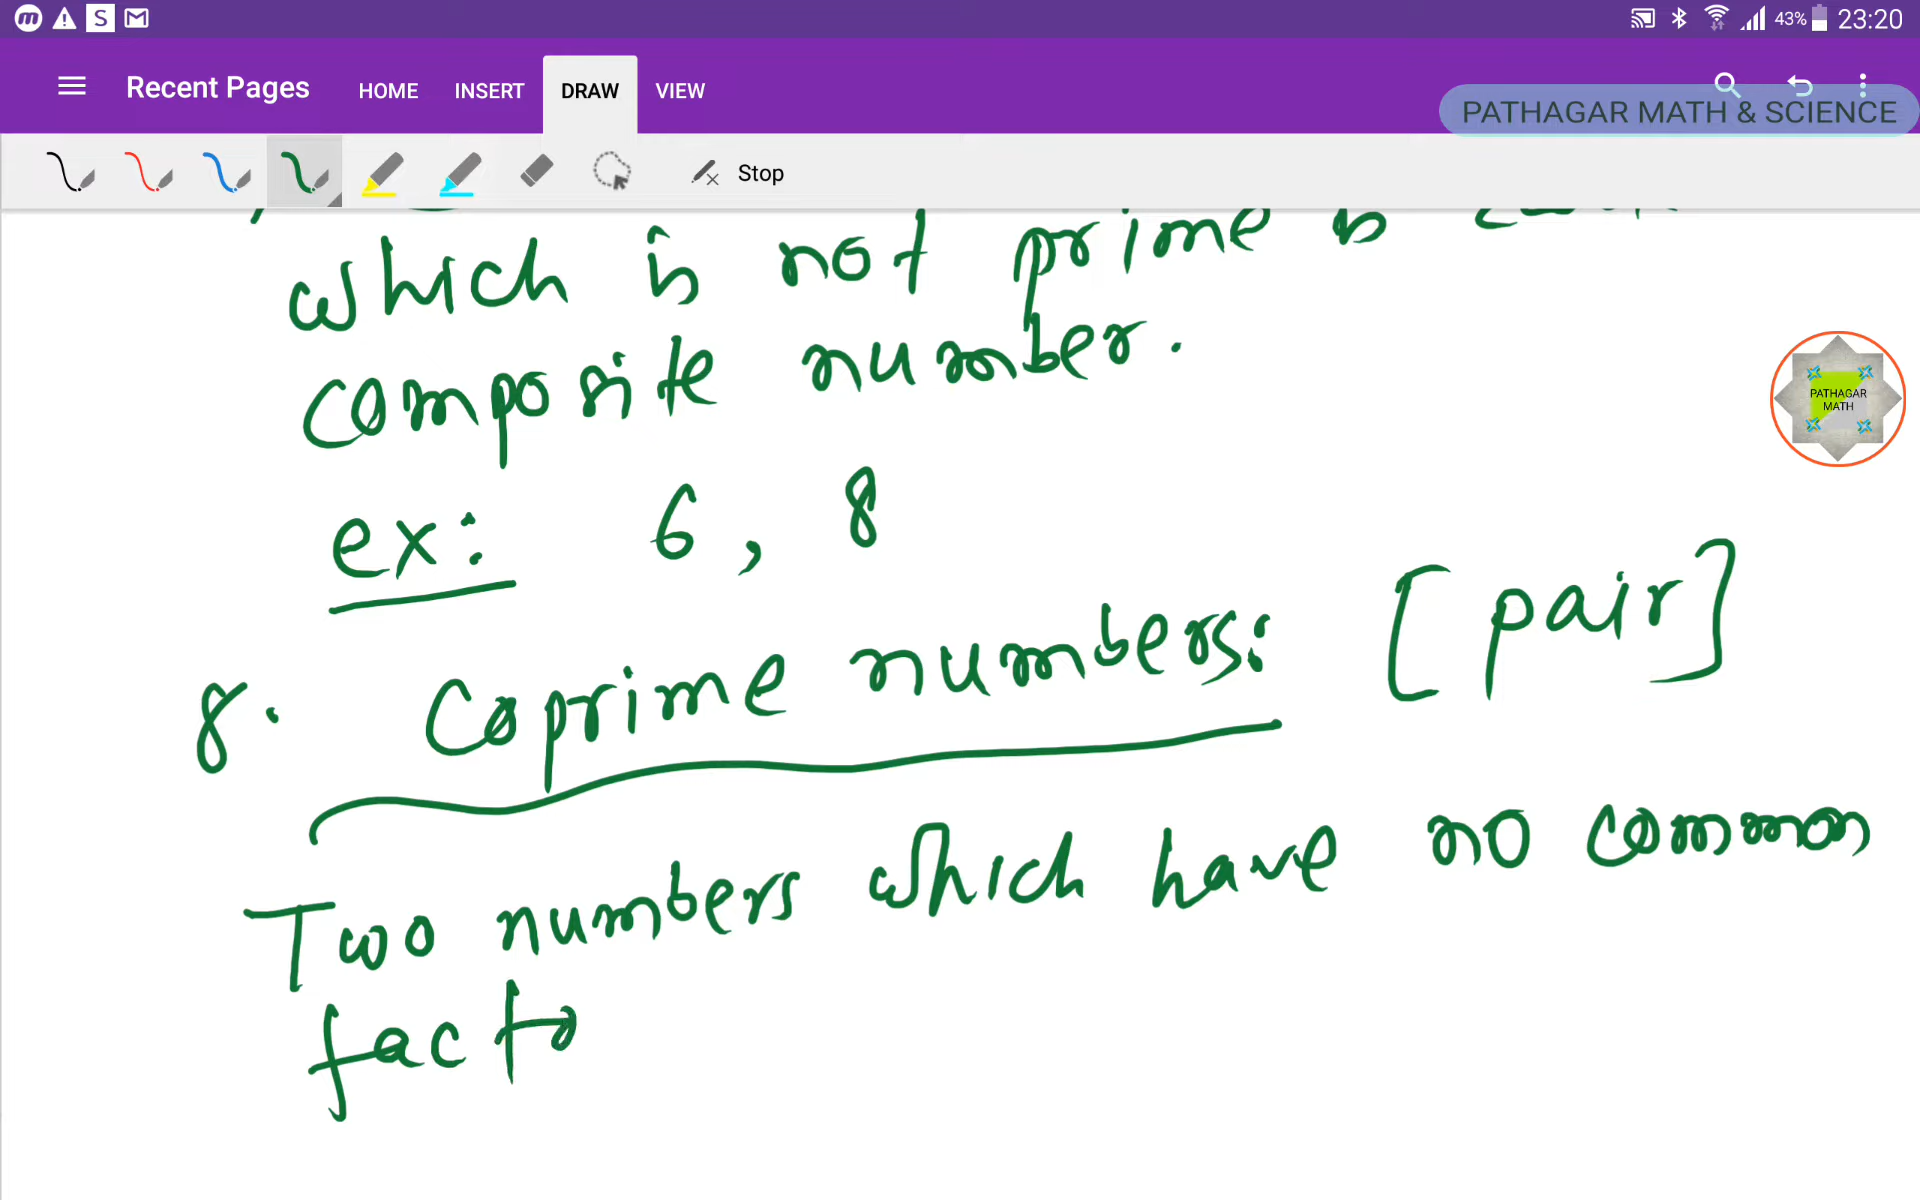 23:20
43%
Recent Pages HOME INSERT DRAW VIEW
PATHAGAR MATH & SCIENCE
Stop
which is not prime is
composite number.
PATHAGAR
MATH
ex: 6, 8
8. Coprime numbers: [pair]
Two numbers which have no common
facto